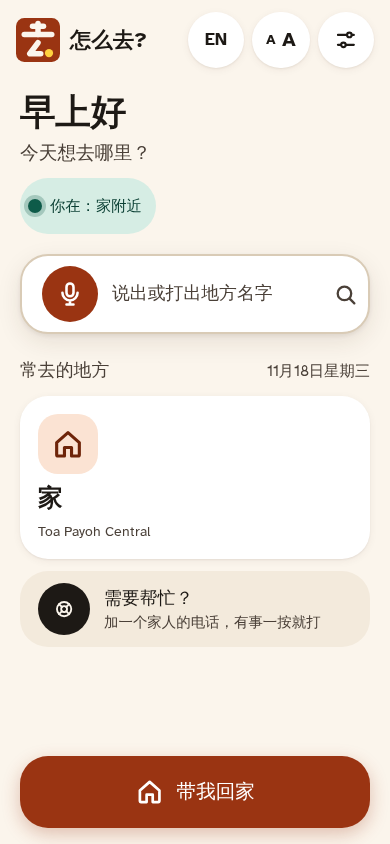 去
怎么去?
EN
A A
早上好
今天想去哪里？
你在：家附近
说出或打出地方名字
常去的地方
11月18日星期三
家
Toa Payoh Central
需要帮忙？
加一个家人的电话，有事一按就打
带我回家